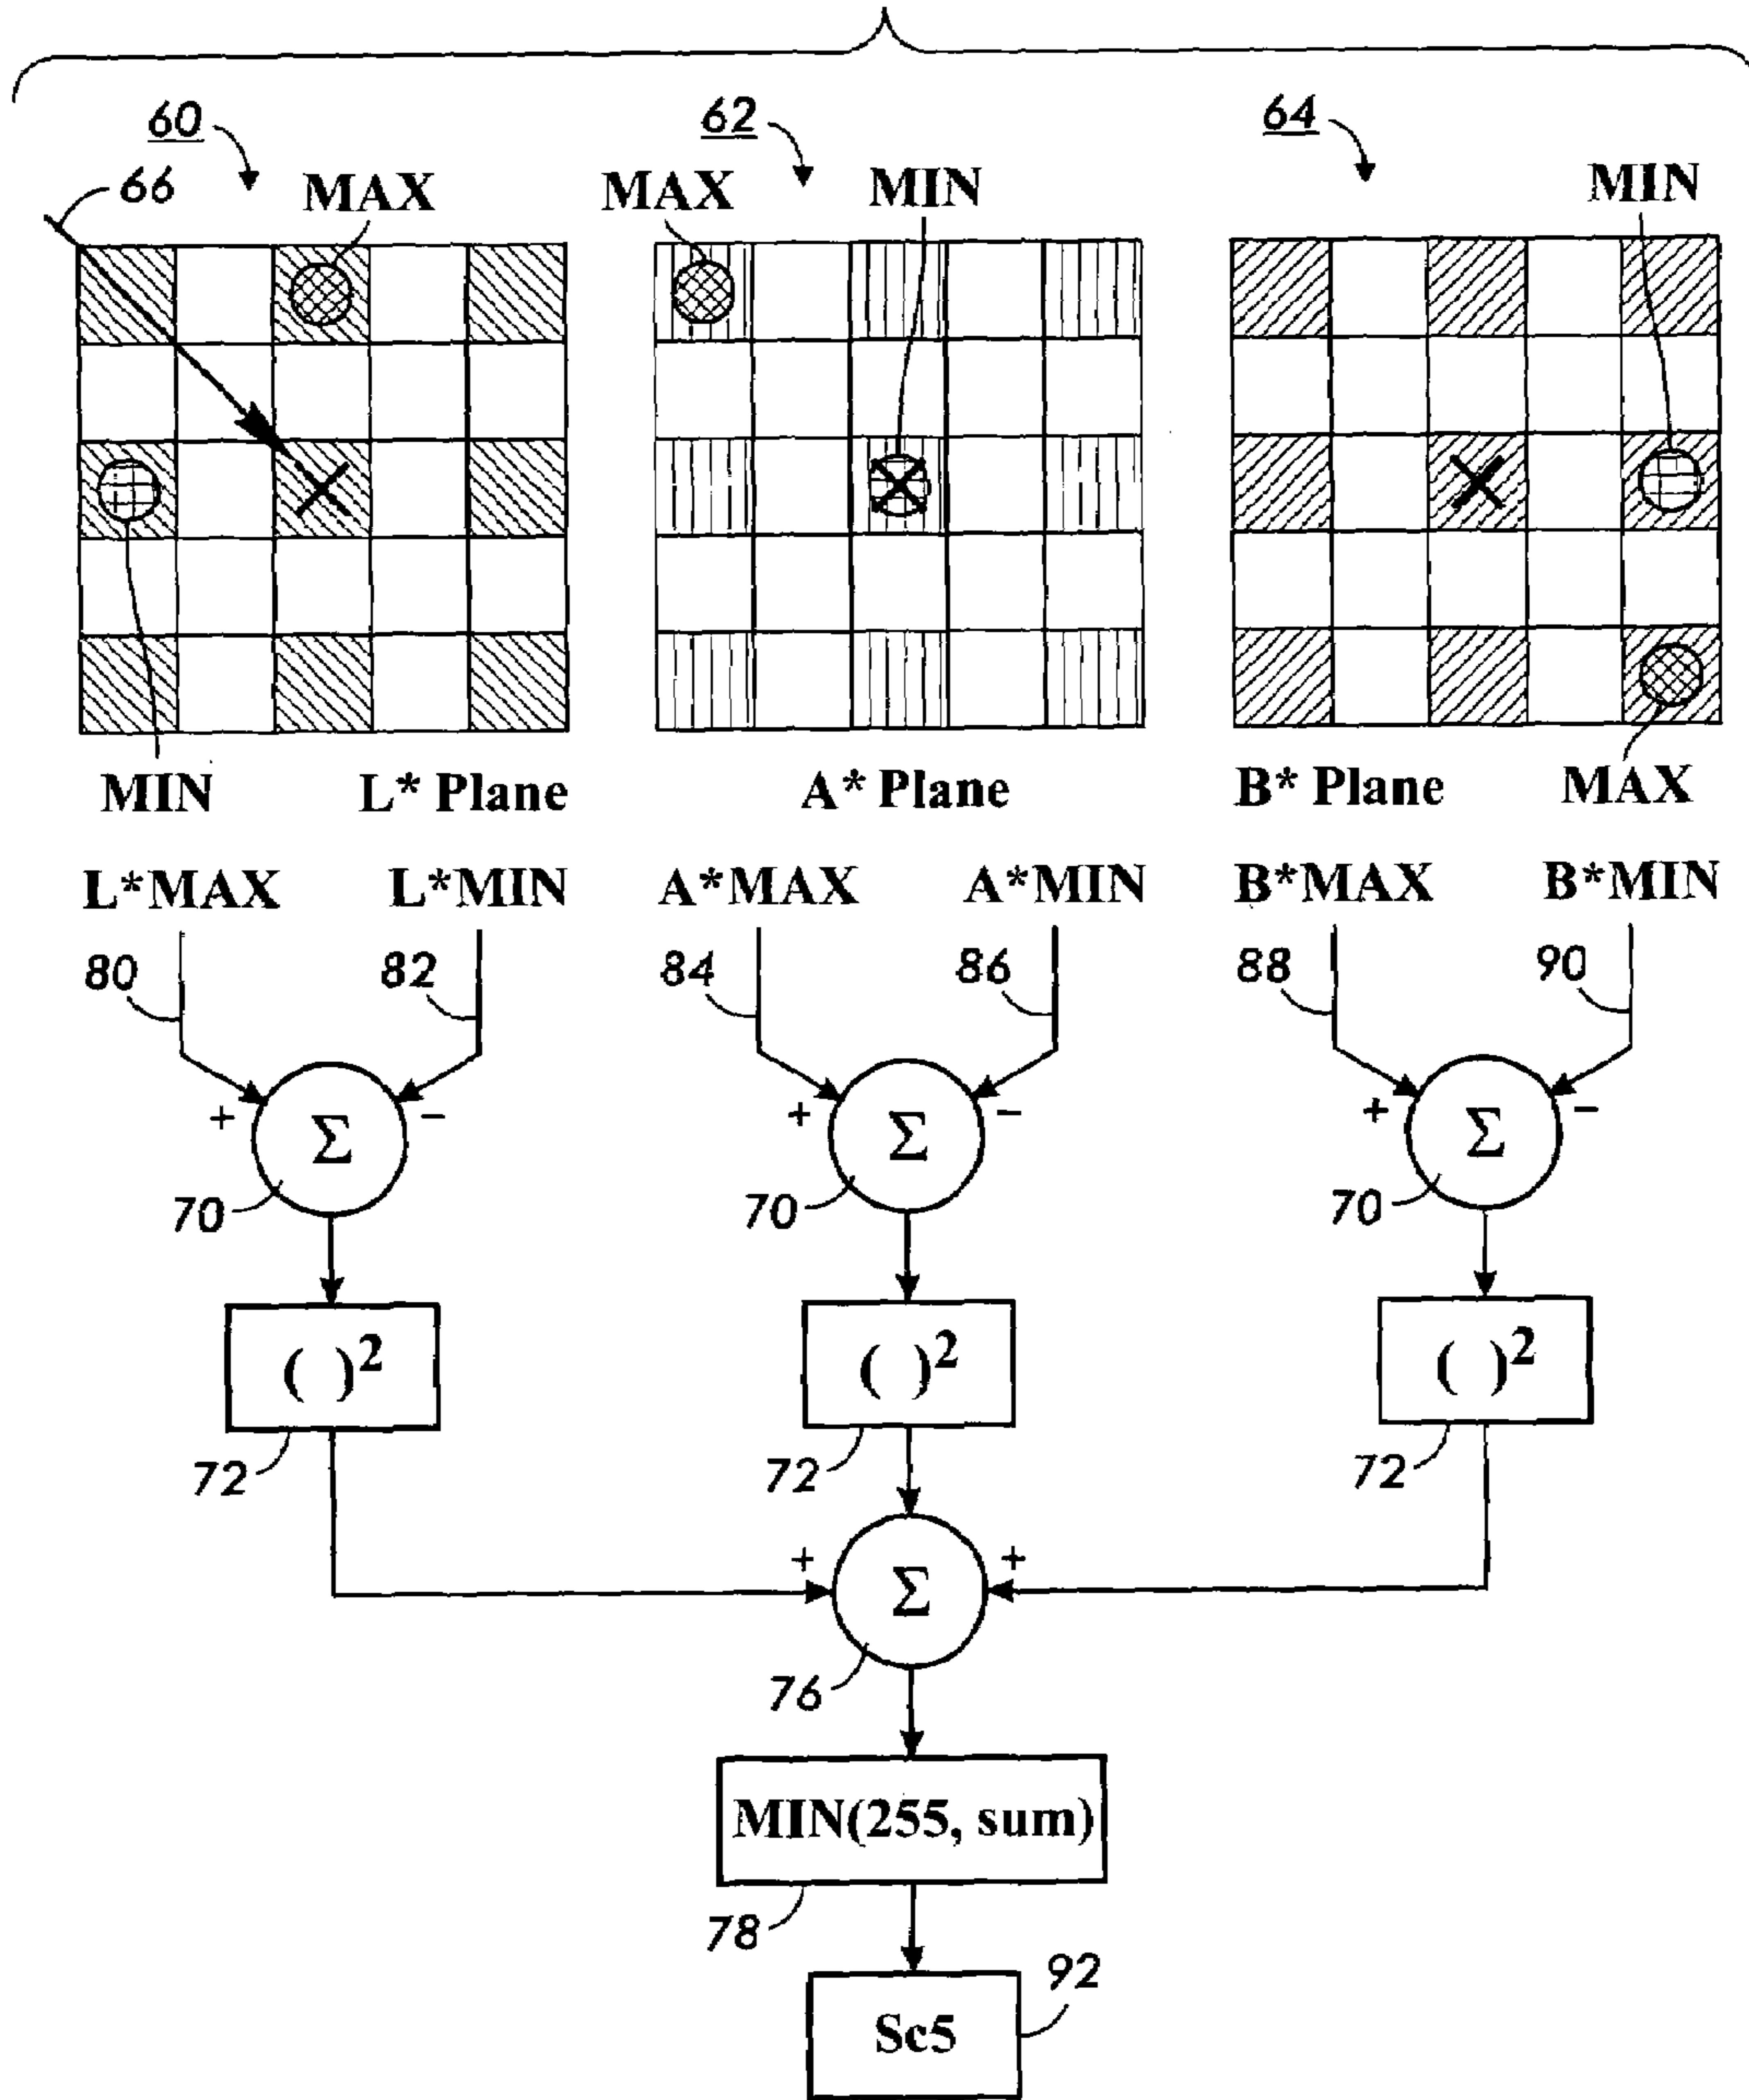 60 62 64
66 MAX MAX MIN MIN
MIN L* Plane A* Plane B* Plane MAX
L*MAX L*MIN A*MAX A*MIN B*MAX B*MIN
80 82 84 86 88 90
+ Σ − + Σ − + Σ −
70 70 70
( )² ( )² ( )²
72 72 72
+ Σ +
76
MIN(255, sum)
78
Sc5 92